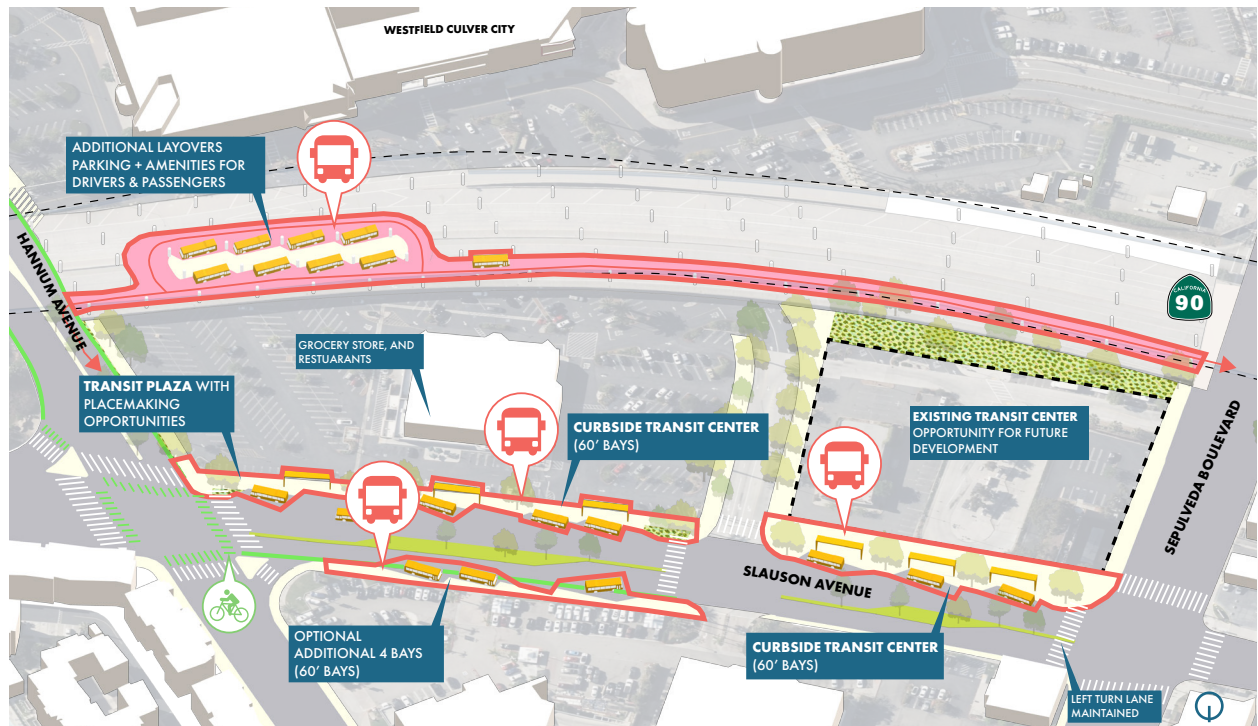 WESTFIELD CULVER CITY
ADDITIONAL LAYOVERS
PARKING + AMENITIES FOR
DRIVERS & PASSENGERS
HANNUM AVENUE
CALIFORNIA
90
GROCERY STORE, AND
RESTUARANTS
TRANSIT PLAZA WITH
PLACEMAKING
OPPORTUNITIES
CURBSIDE TRANSIT CENTER
(60' BAYS)
EXISTING TRANSIT CENTER
OPPORTUNITY FOR FUTURE
DEVELOPMENT
SEPULVEDA BOULEVARD
SLAUSON AVENUE
OPTIONAL
ADDITIONAL 4 BAYS
(60' BAYS)
CURBSIDE TRANSIT CENTER
(60' BAYS)
LEFT TURN LANE
MAINTAINED